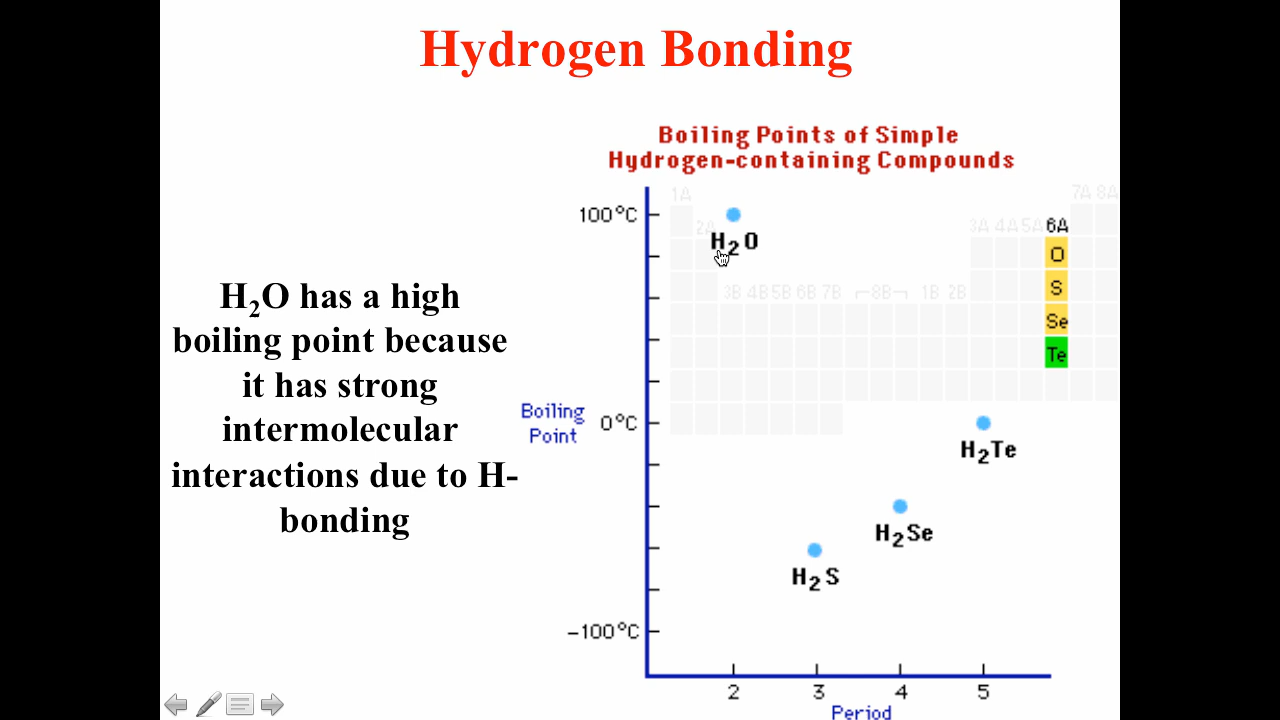 Hydrogen Bonding
Boiling Points of Simple
Hydrogen-containing Compounds
H₂O has a high
boiling point because
it has strong
intermolecular
interactions due to H-
bonding
1A
2A
3B 4B 5B 6B 7B ┌8B┐ 1B 2B
3A 4A 5A 6A 7A 8A
O
S
Se
Te
100°C
0°C
-100°C
Boiling
Point
H₂O
H₂Te
H₂Se
H₂S
2 3 4 5
Period